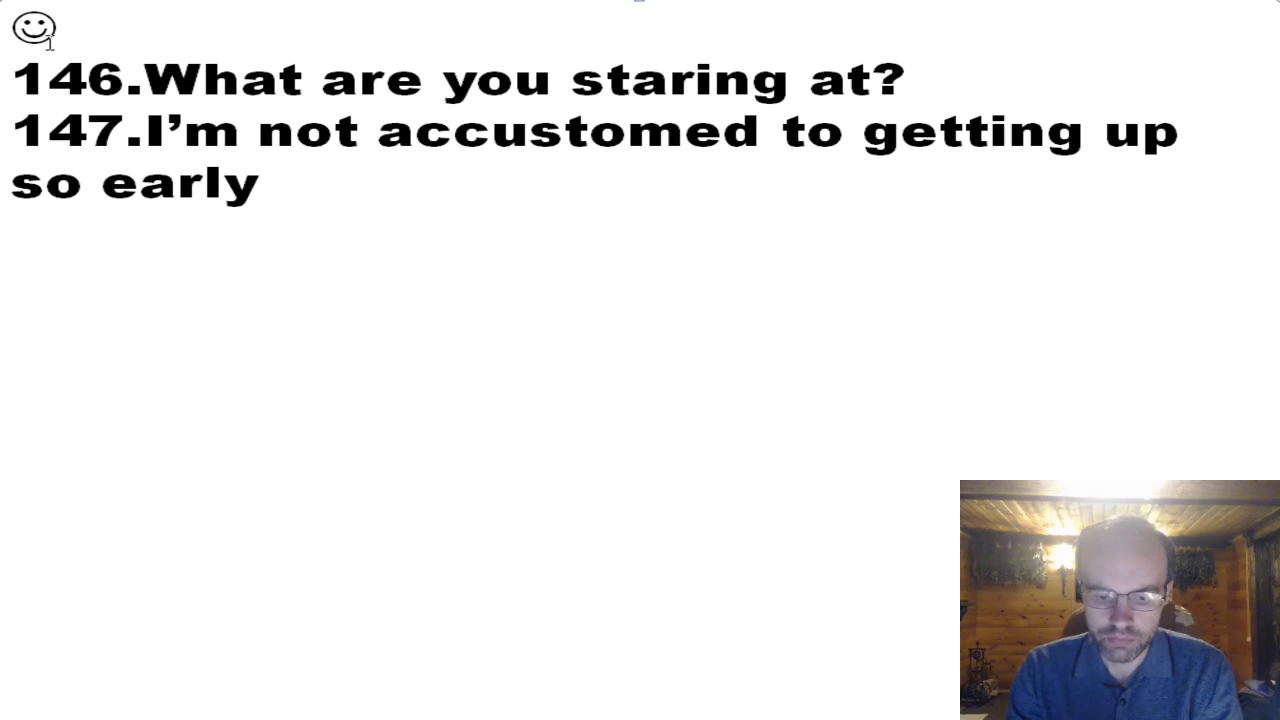 146.What are you staring at?
147.I’m not accustomed to getting up
so early